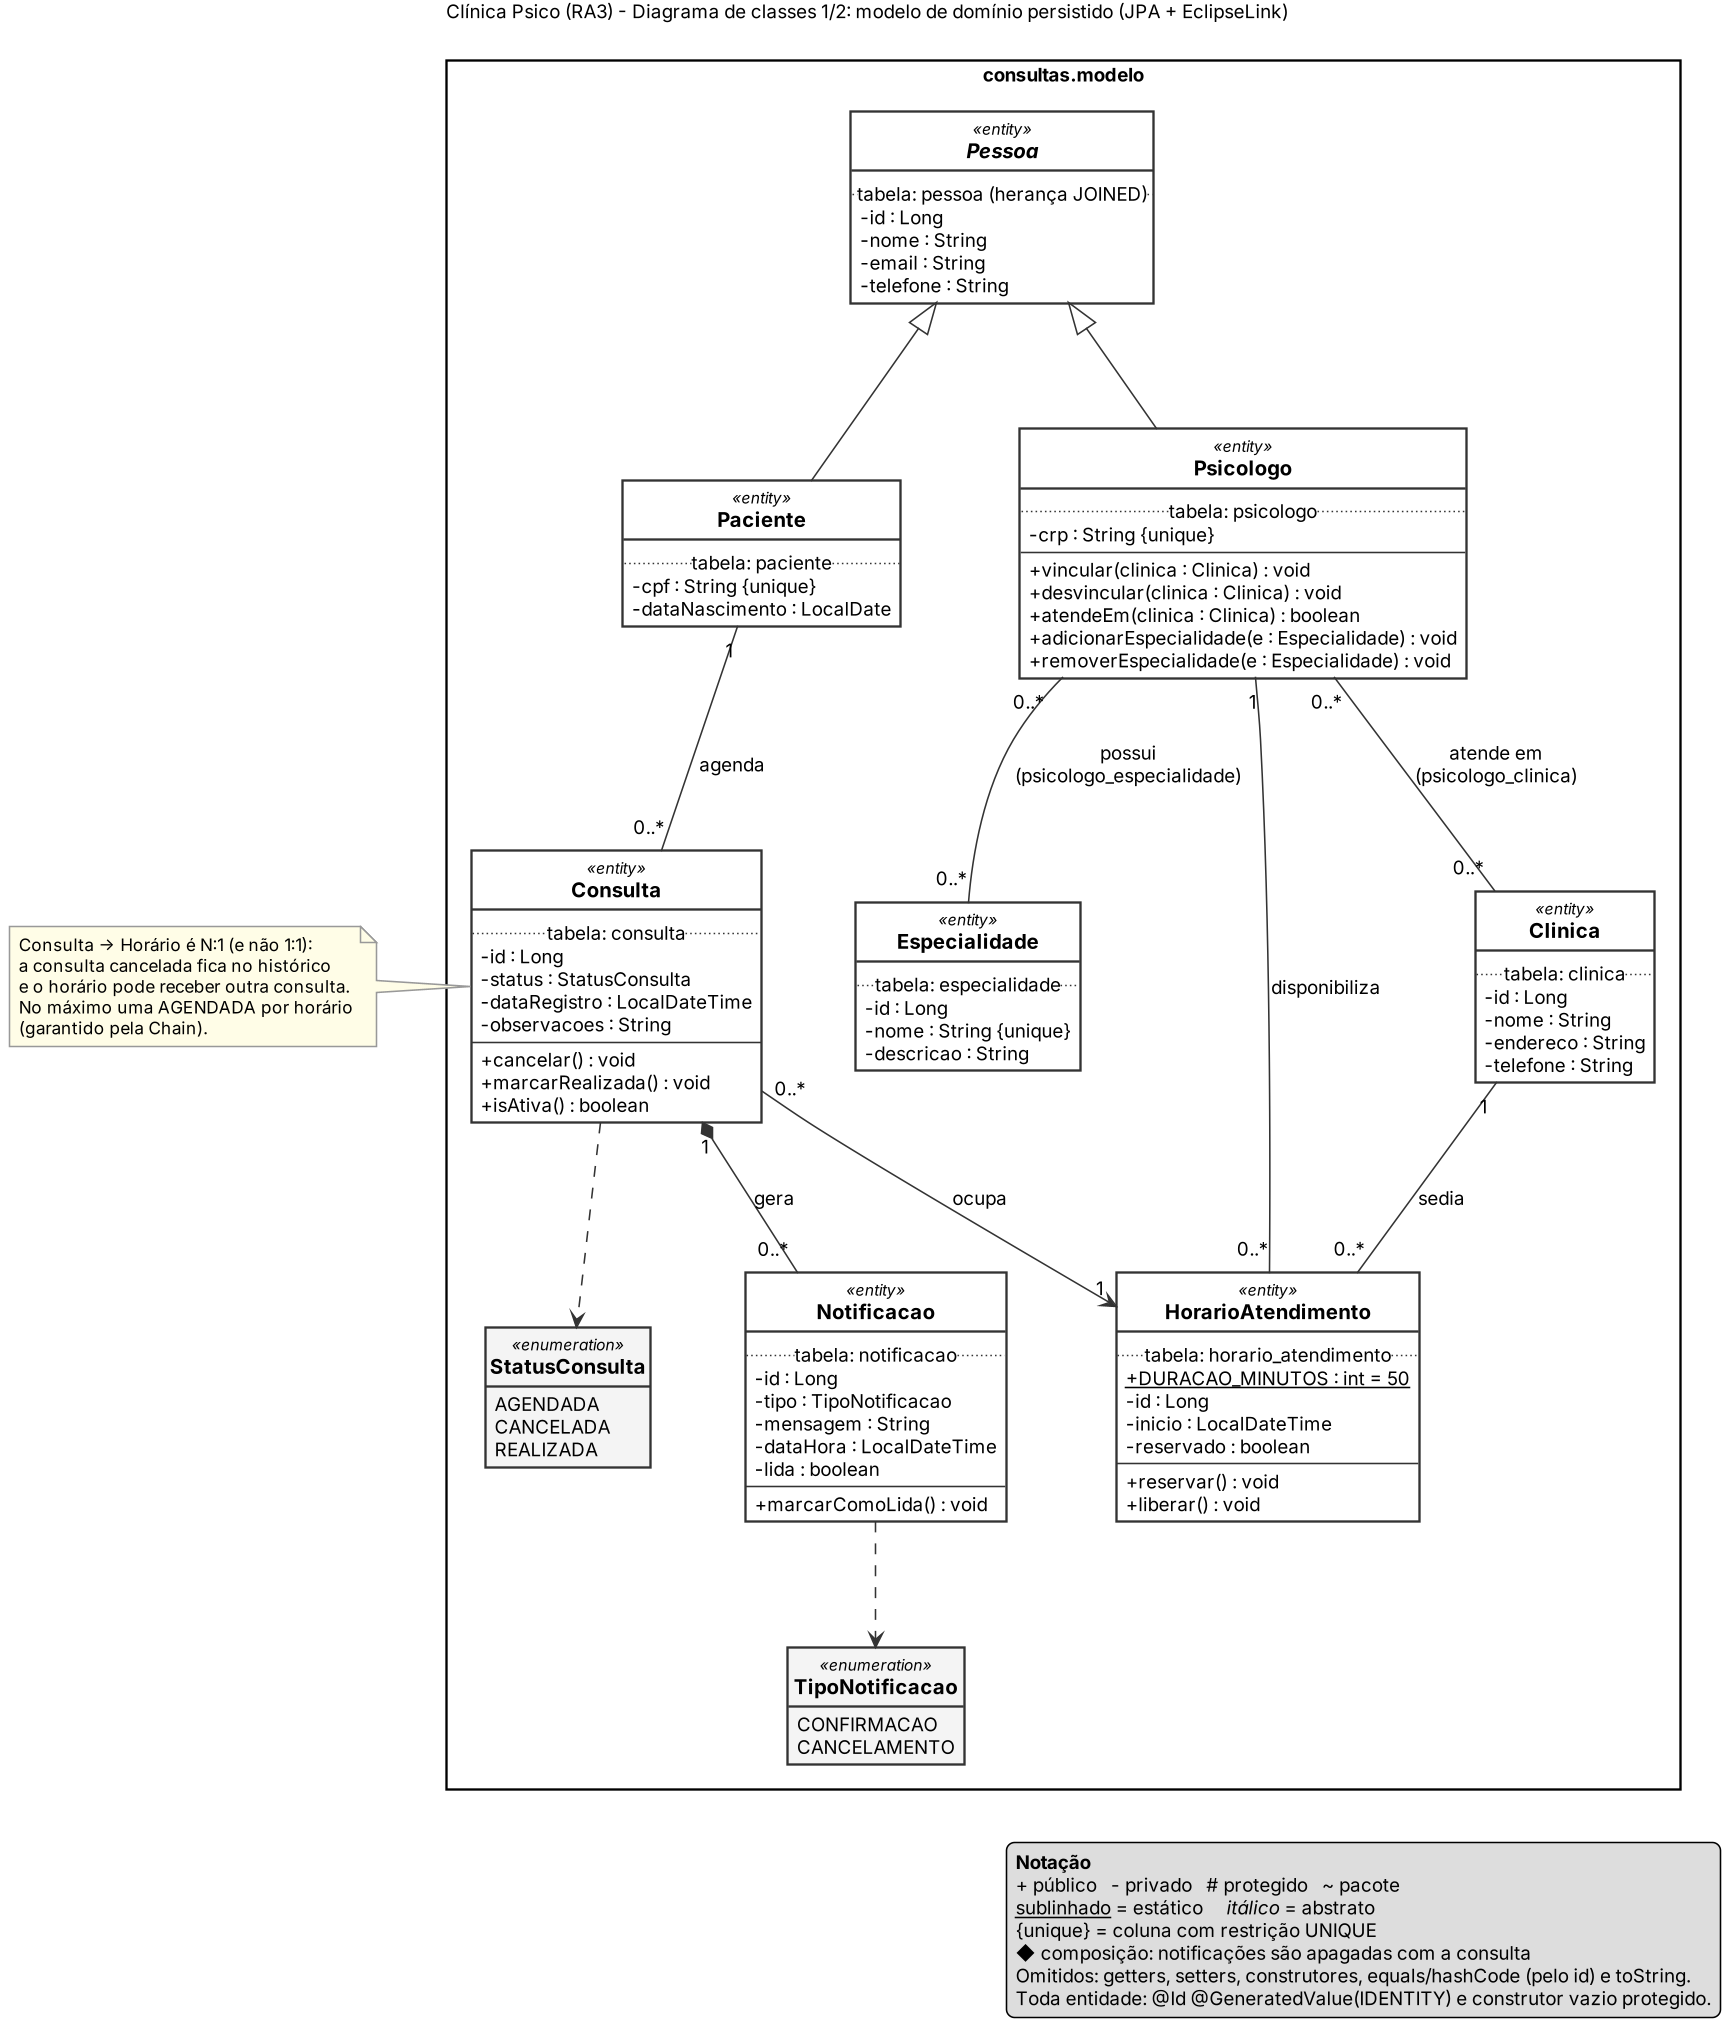 Clínica Psico (RA3) - Diagrama de classes 1/2: modelo de domínio persistido (JPA + EclipseLink)
consultas.modelo
«entity»
Pessoa
tabela: pessoa (herança JOINED)
-id : Long
-nome : String
-email : String
-telefone : String
«entity»
Paciente
tabela: paciente
-cpf : String {unique}
-dataNascimento : LocalDate
«entity»
Psicologo
tabela: psicologo
-crp : String {unique}
+vincular(clinica : Clinica) : void
+desvincular(clinica : Clinica) : void
+atendeEm(clinica : Clinica) : boolean
+adicionarEspecialidade(e : Especialidade) : void
+removerEspecialidade(e : Especialidade) : void
1
agenda
0..*
0..*
possui
(psicologo_especialidade)
0..*
1
disponibiliza
0..*
0..*
atende em
(psicologo_clinica)
0..*
Consulta → Horário é N:1 (e não 1:1):
a consulta cancelada fica no histórico
e o horário pode receber outra consulta.
No máximo uma AGENDADA por horário
(garantido pela Chain).
«entity»
Consulta
tabela: consulta
-id : Long
-status : StatusConsulta
-dataRegistro : LocalDateTime
-observacoes : String
+cancelar() : void
+marcarRealizada() : void
+isAtiva() : boolean
«entity»
Especialidade
tabela: especialidade
-id : Long
-nome : String {unique}
-descricao : String
«entity»
Clinica
tabela: clinica
-id : Long
-nome : String
-endereco : String
-telefone : String
1
gera
0..*
0..*
ocupa
1
1
sedia
0..*
«enumeration»
StatusConsulta
AGENDADA
CANCELADA
REALIZADA
«entity»
Notificacao
tabela: notificacao
-id : Long
-tipo : TipoNotificacao
-mensagem : String
-dataHora : LocalDateTime
-lida : boolean
+marcarComoLida() : void
«entity»
HorarioAtendimento
tabela: horario_atendimento
+DURACAO_MINUTOS : int = 50
-id : Long
-inicio : LocalDateTime
-reservado : boolean
+reservar() : void
+liberar() : void
«enumeration»
TipoNotificacao
CONFIRMACAO
CANCELAMENTO
Notação
+ público - privado # protegido ~ pacote
sublinhado = estático itálico = abstrato
{unique} = coluna com restrição UNIQUE
◆ composição: notificações são apagadas com a consulta
Omitidos: getters, setters, construtores, equals/hashCode (pelo id) e toString.
Toda entidade: @Id @GeneratedValue(IDENTITY) e construtor vazio protegido.